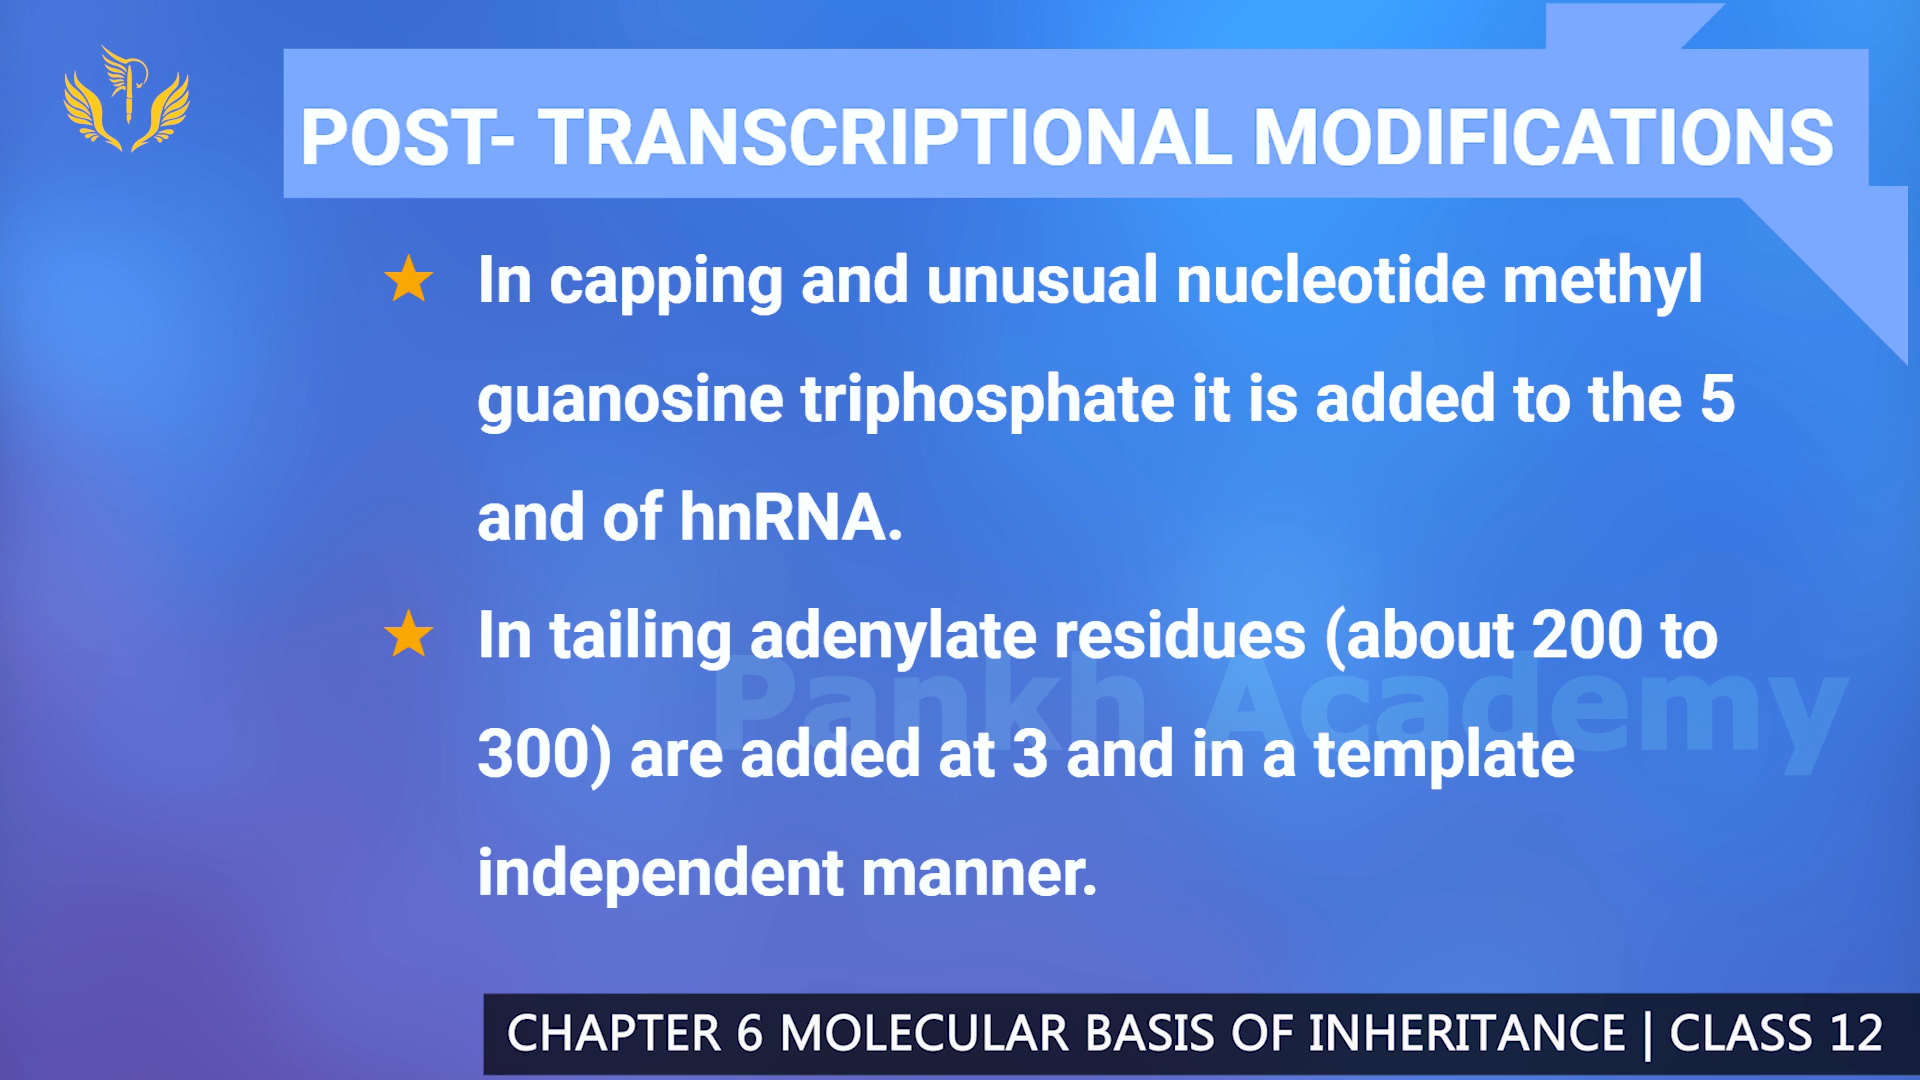 POST- TRANSCRIPTIONAL MODIFICATIONS
In capping and unusual nucleotide methyl
guanosine triphosphate it is added to the 5
and of hnRNA.
In tailing adenylate residues (about 200 to
300) are added at 3 and in a template
independent manner.
Pankh Academy
CHAPTER 6 MOLECULAR BASIS OF INHERITANCE | CLASS 12